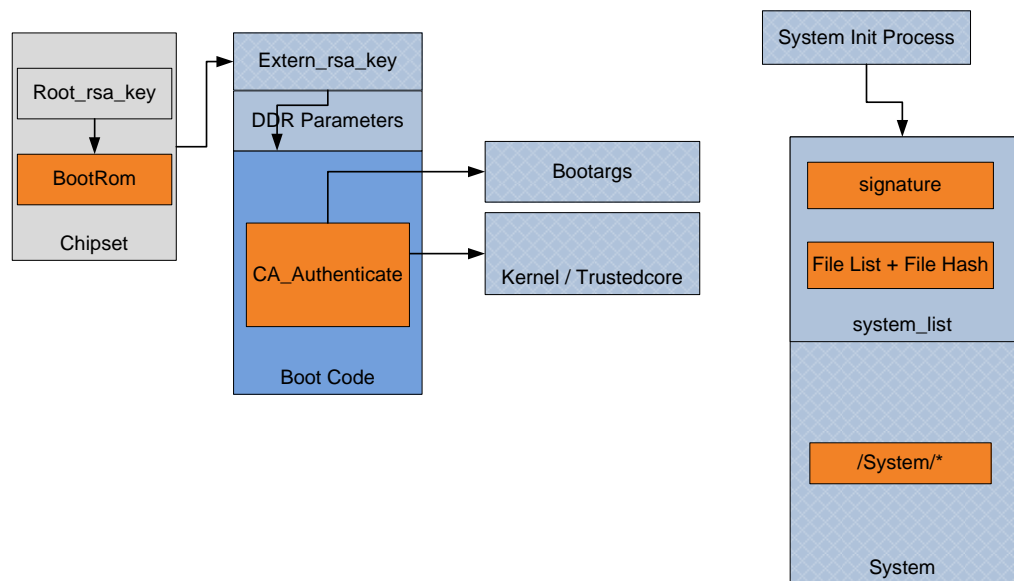 Root_rsa_key
BootRom
Chipset
Extern_rsa_key
DDR Parameters
CA_Authenticate
Boot Code
Bootargs
Kernel / Trustedcore
System Init Process
signature
File List + File Hash
system_list
/System/*
System